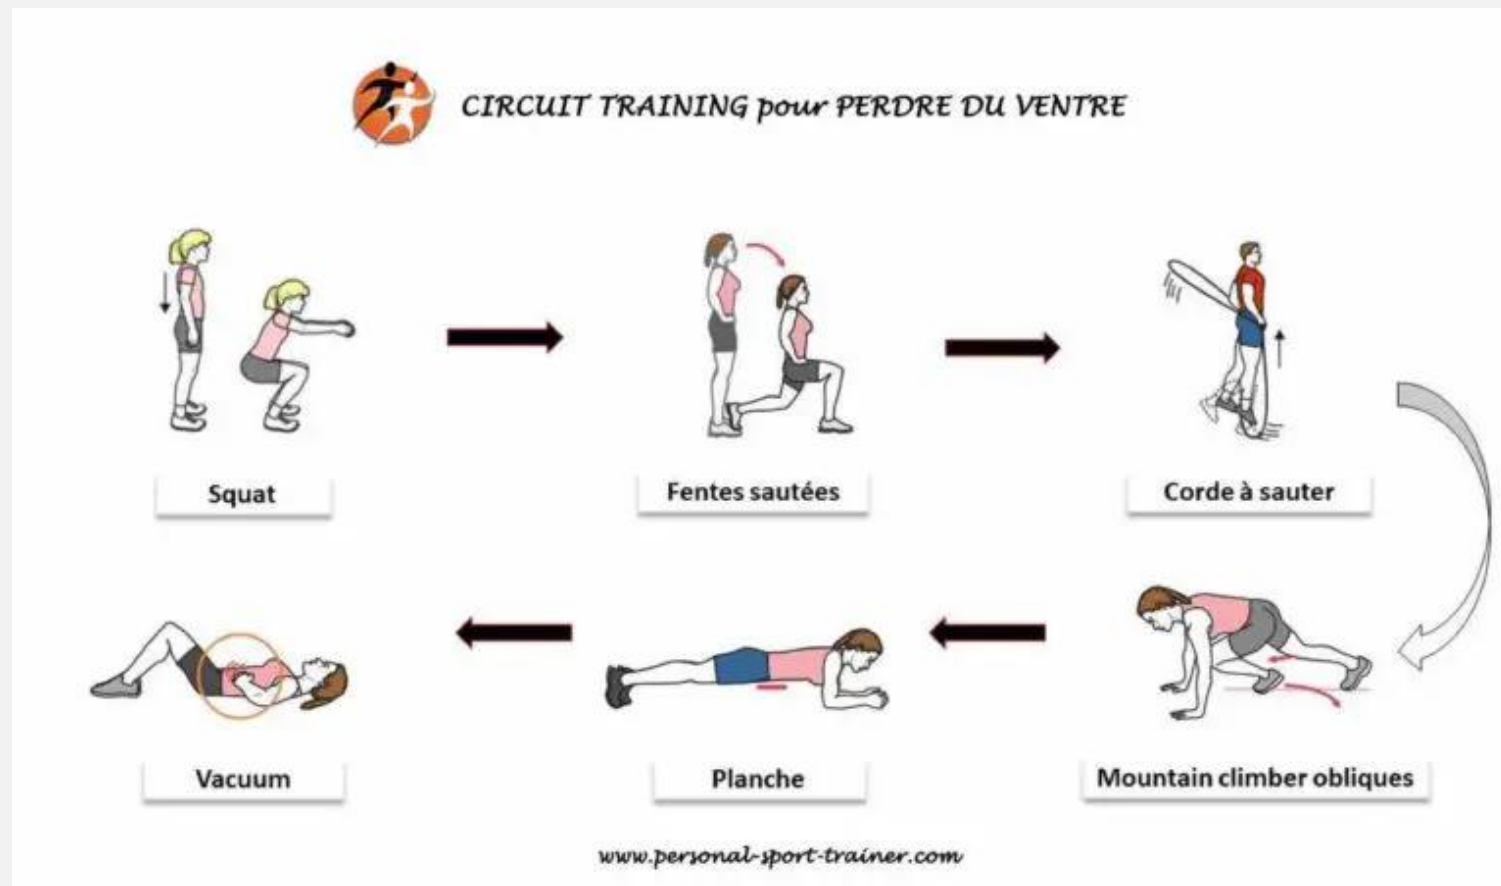 CIRCUIT TRAINING pour PERDRE DU VENTRE
Squat
Fentes sautées
Corde à sauter
Vacuum
Planche
Mountain climber obliques
www.personal-sport-trainer.com